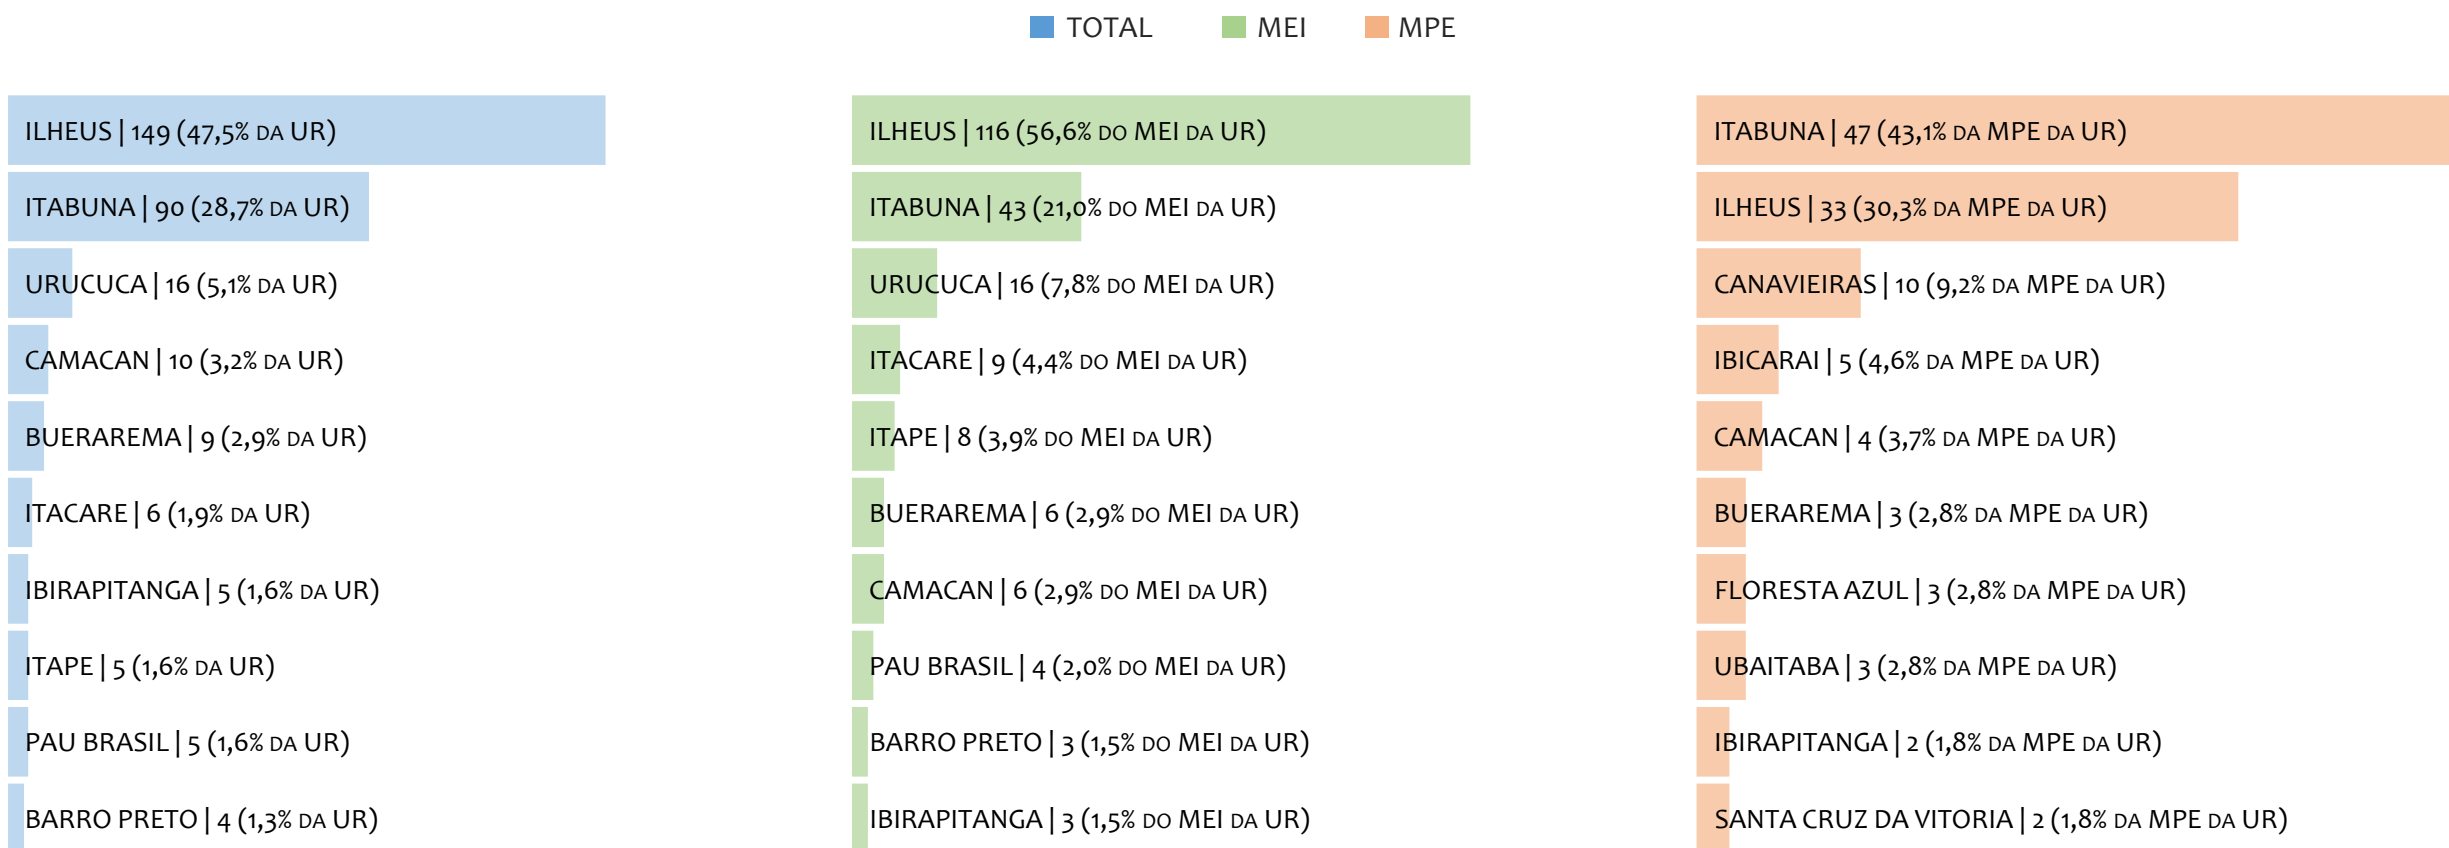 TOTAL MEI MPE
ILHEUS | 149 (47,5% DA UR)
ITABUNA | 90 (28,7% DA UR)
URUCUCA | 16 (5,1% DA UR)
CAMACAN | 10 (3,2% DA UR)
BUERAREMA | 9 (2,9% DA UR)
ITACARE | 6 (1,9% DA UR)
IBIRAPITANGA | 5 (1,6% DA UR)
ITAPE | 5 (1,6% DA UR)
PAU BRASIL | 5 (1,6% DA UR)
BARRO PRETO | 4 (1,3% DA UR)
ILHEUS | 116 (56,6% DO MEI DA UR)
ITABUNA | 43 (21,0% DO MEI DA UR)
URUCUCA | 16 (7,8% DO MEI DA UR)
ITACARE | 9 (4,4% DO MEI DA UR)
ITAPE | 8 (3,9% DO MEI DA UR)
BUERAREMA | 6 (2,9% DO MEI DA UR)
CAMACAN | 6 (2,9% DO MEI DA UR)
PAU BRASIL | 4 (2,0% DO MEI DA UR)
BARRO PRETO | 3 (1,5% DO MEI DA UR)
IBIRAPITANGA | 3 (1,5% DO MEI DA UR)
ITABUNA | 47 (43,1% DA MPE DA UR)
ILHEUS | 33 (30,3% DA MPE DA UR)
CANAVIEIRAS | 10 (9,2% DA MPE DA UR)
IBICARAI | 5 (4,6% DA MPE DA UR)
CAMACAN | 4 (3,7% DA MPE DA UR)
BUERAREMA | 3 (2,8% DA MPE DA UR)
FLORESTA AZUL | 3 (2,8% DA MPE DA UR)
UBAITABA | 3 (2,8% DA MPE DA UR)
IBIRAPITANGA | 2 (1,8% DA MPE DA UR)
SANTA CRUZ DA VITORIA | 2 (1,8% DA MPE DA UR)